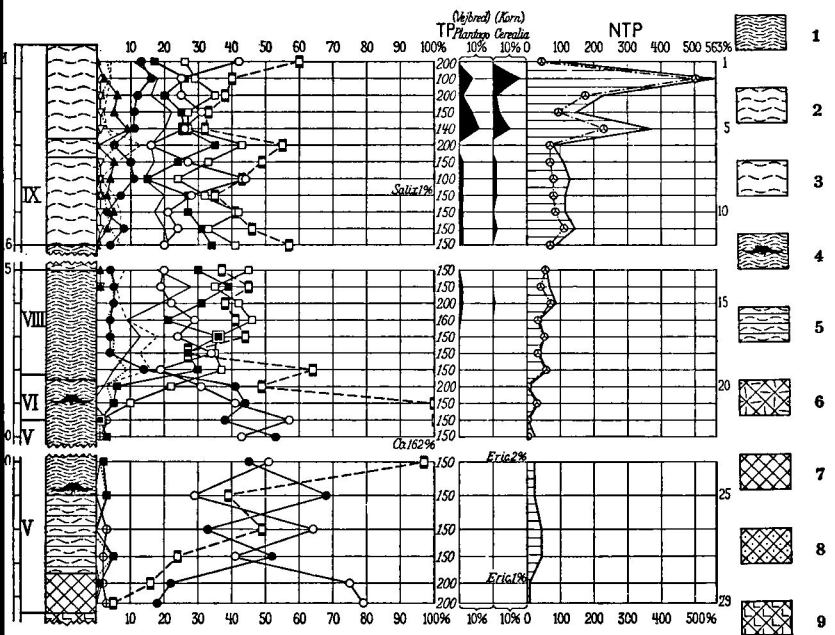 (Vejbred) (Korn)
TP Plantago Cerealia NTP
10 20 30 40 50 60 70 80 90 100% 10% 10% 100 200 300 400 500 563%
200 1
100
200
150
140 5
200
150
IX 100
Salix 1% 150
150 10
150
6 150
5 150
150
200 15
VIII 160
150
150
150
200 20
VI 150
150
V 150
0 Co. 162%
0 150 Eric. 2%
150 25
V 150
150
200 Eric. 1%
200 29
10 20 30 40 50 60 70 80 90 100% 10% 10% 100 200 300 400 500%
1
2
3
4
5
6
7
8
9